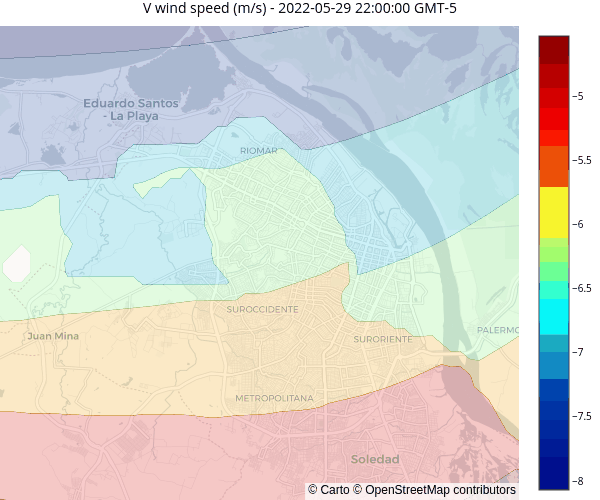 V wind speed (m/s) - 2022-05-29 22:00:00 GMT-5
−5
Eduardo Santos
- La Playa
RIOMAR
−5.5
−6
−6.5
SUROCCIDENTE
PALERMO
Juan Mina
SURORIENTE
−7
METROPOLITANA
−7.5
Soledad
−8
© Carto © OpenStreetMap contributors